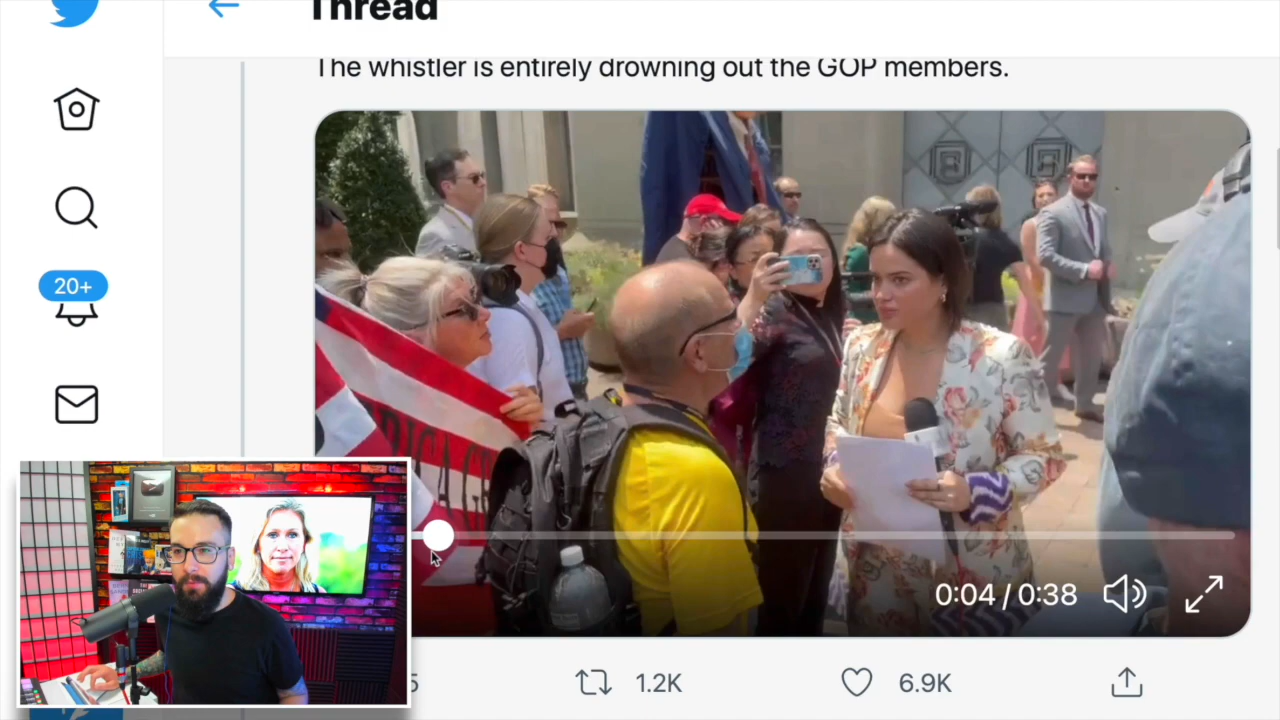 Thread
The whistler is entirely drowning out the GOP members.
20+
0:04 / 0:38
5
1.2K
6.9K